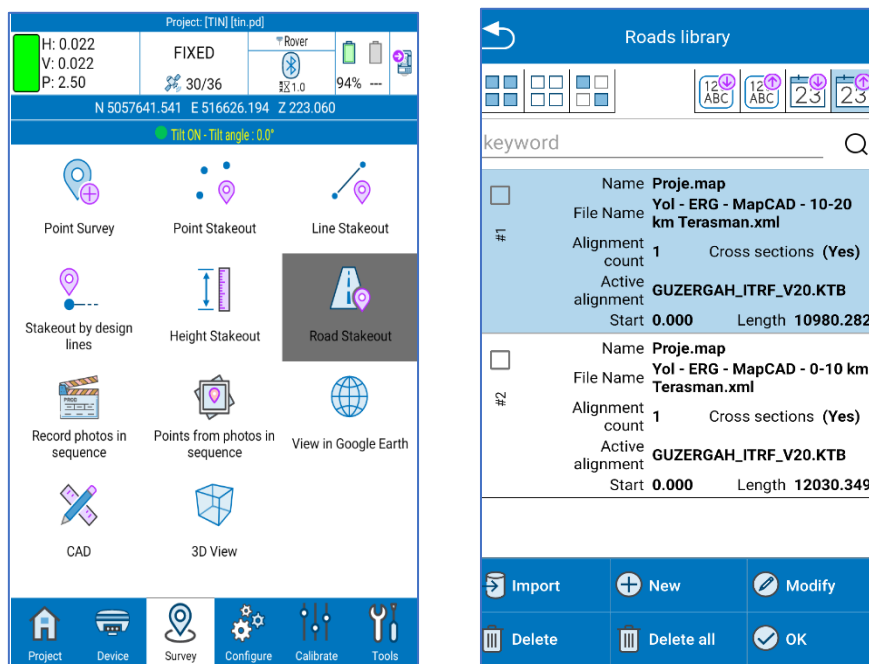 Project: [TIN] [tin.pd]
H: 0.022
V: 0.022
P: 2.50
FIXED
30/36
Rover
1.0
94%
---
N 5057641.541 E 516626.194 Z 223.060
Tilt ON - Tilt angle : 0.0°
Point Survey
Point Stakeout
Line Stakeout
Stakeout by design
lines
Height Stakeout
Road Stakeout
Record photos in
sequence
Points from photos in
sequence
View in Google Earth
CAD
3D View
Project
Device
Survey
Configure
Calibrate
Tools
Roads library
12
ABC
12
ABC
23
23
keyword
#1
Name Proje.map
File Name Yol - ERG - MapCAD - 10-20
km Terasman.xml
Alignment
count 1 Cross sections (Yes)
Active
alignment GUZERGAH_ITRF_V20.KTB
Start 0.000 Length 10980.282
#2
Name Proje.map
File Name Yol - ERG - MapCAD - 0-10 km
Terasman.xml
Alignment
count 1 Cross sections (Yes)
Active
alignment GUZERGAH_ITRF_V20.KTB
Start 0.000 Length 12030.349
Import
New
Modify
Delete
Delete all
OK